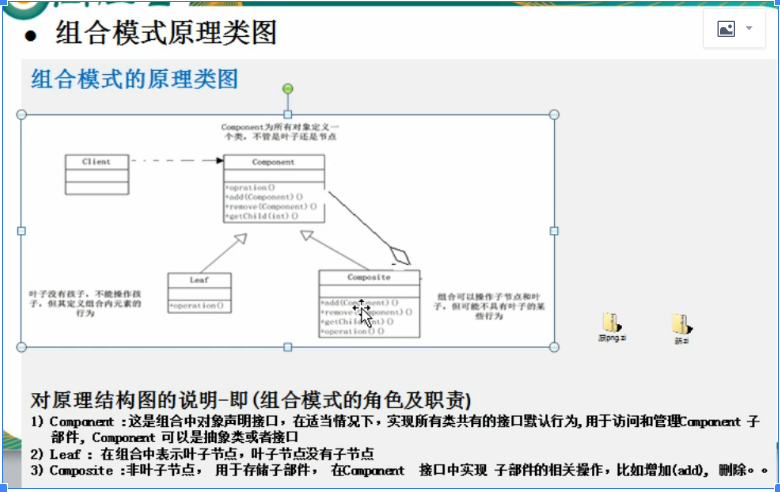 ● 组合模式原理类图
组合模式的原理类图
Component为所有对象定义一
个类，不管是叶子还是节点
Client
Component
+opration()
+add(Component)()
+remove(Component)()
+getChild(int)()
Leaf
+operation()
Composite
+add(Component)()
+remove(Component)()
+getChild(int)()
+operation()
叶子没有孩子，不能操作孩
子，但其定义组合内元素的
行为
组合可以操作子节点和叶
子，但可能不具有叶子的某
些行为
原png.zi
新.zi
对原理结构图的说明-即(组合模式的角色及职责)
1) Component :这是组合中对象声明接口，在适当情况下，实现所有类共有的接口默认行为,用于访问和管理Component 子
部件, Component 可以是抽象类或者接口
2) Leaf : 在组合中表示叶子节点，叶子节点没有子节点
3) Composite :非叶子节点， 用于存储子部件， 在Component 接口中实现 子部件的相关操作，比如增加(add), 删除。。